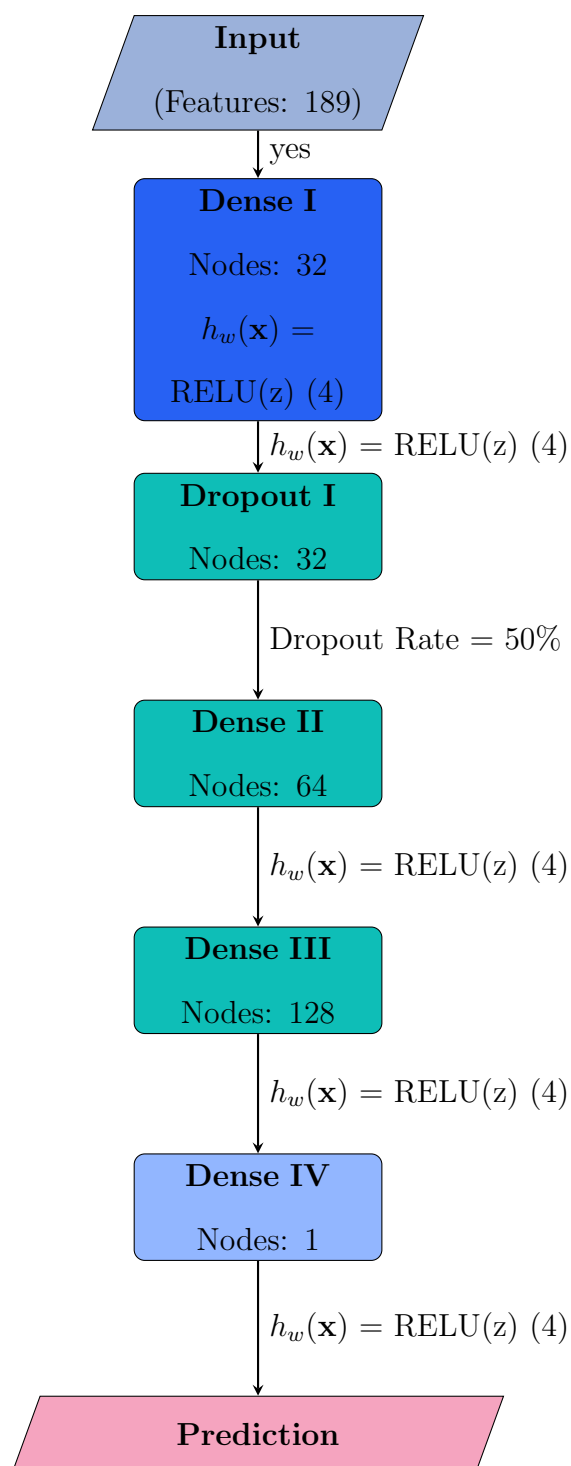 Input
(Features: 189)
yes
Dense I
Nodes: 32
h_w(x) =
RELU(z) (4)
h_w(x) = RELU(z) (4)
Dropout I
Nodes: 32
Dropout Rate = 50%
Dense II
Nodes: 64
h_w(x) = RELU(z) (4)
Dense III
Nodes: 128
h_w(x) = RELU(z) (4)
Dense IV
Nodes: 1
h_w(x) = RELU(z) (4)
Prediction